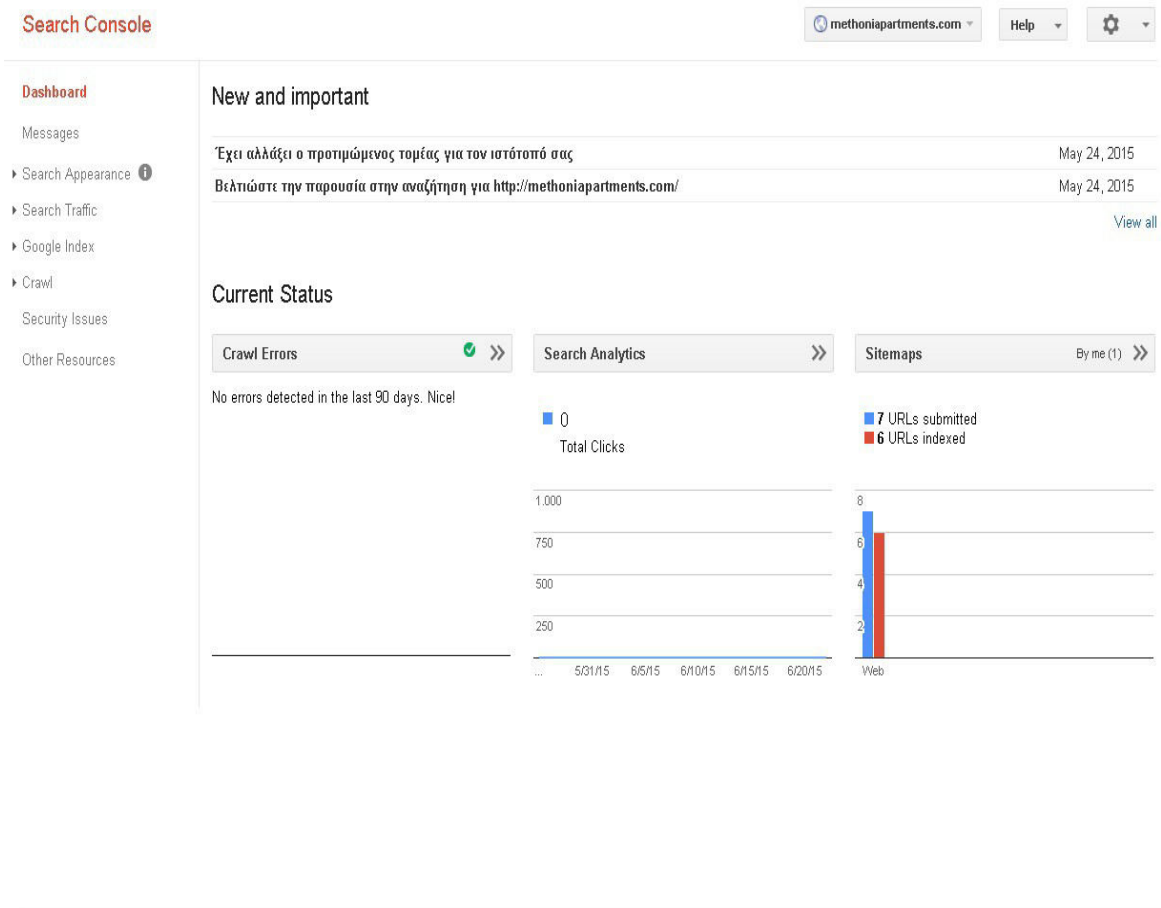 Search Console
methoniapartments.com
Help
Dashboard
Messages
Search Appearance
Search Traffic
Google Index
Crawl
Security Issues
Other Resources
New and important
Έχει αλλάξει ο προτιμώμενος τομέας για τον ιστότοπό σας May 24, 2015
Βελτιώστε την παρουσία στην αναζήτηση για http://methoniapartments.com/ May 24, 2015
View all
Current Status
Crawl Errors
No errors detected in the last 90 days. Nice!
Search Analytics
0
Total Clicks
1.000
750
500
250
... 5/31/15 6/5/15 6/10/15 6/15/15 6/20/15
Sitemaps By me (1)
7 URLs submitted
6 URLs indexed
8
6
4
2
Web